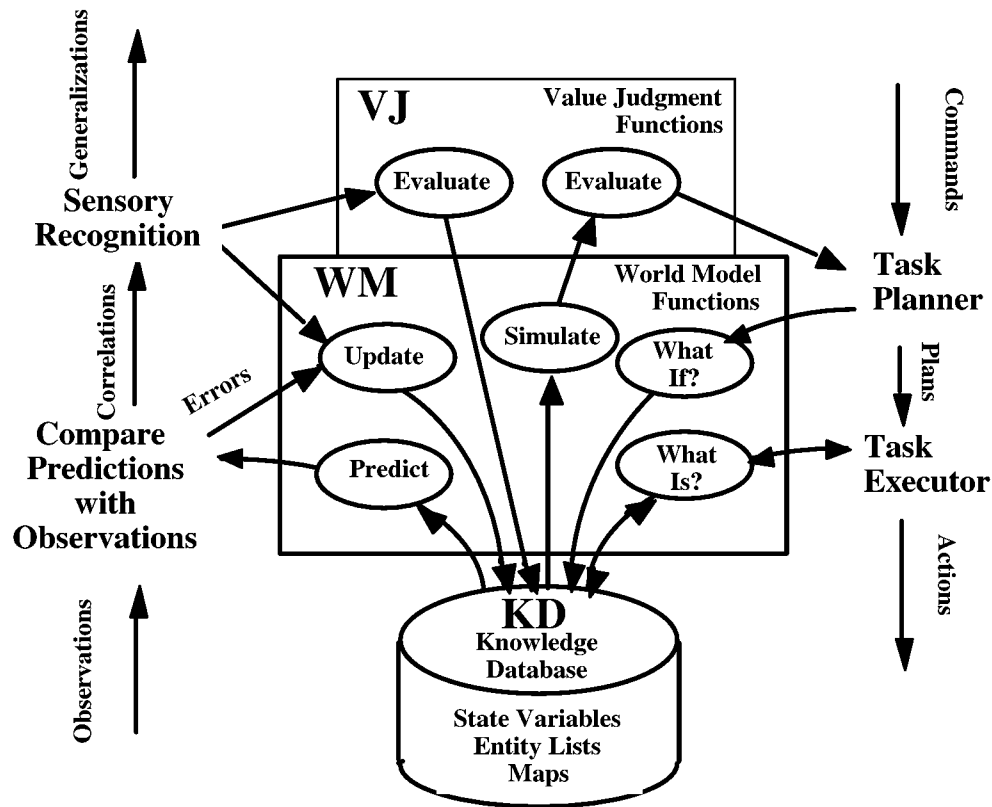 Generalizations
Sensory
Recognition
Correlations
Errors
Compare
Predictions
with
Observations
Observations
VJ
Value Judgment
Functions
Evaluate
Evaluate
WM
World Model
Functions
Update
Simulate
What
If?
Predict
What
Is?
KD
Knowledge
Database
State Variables
Entity Lists
Maps
Commands
Task
Planner
Plans
Task
Executor
Actions